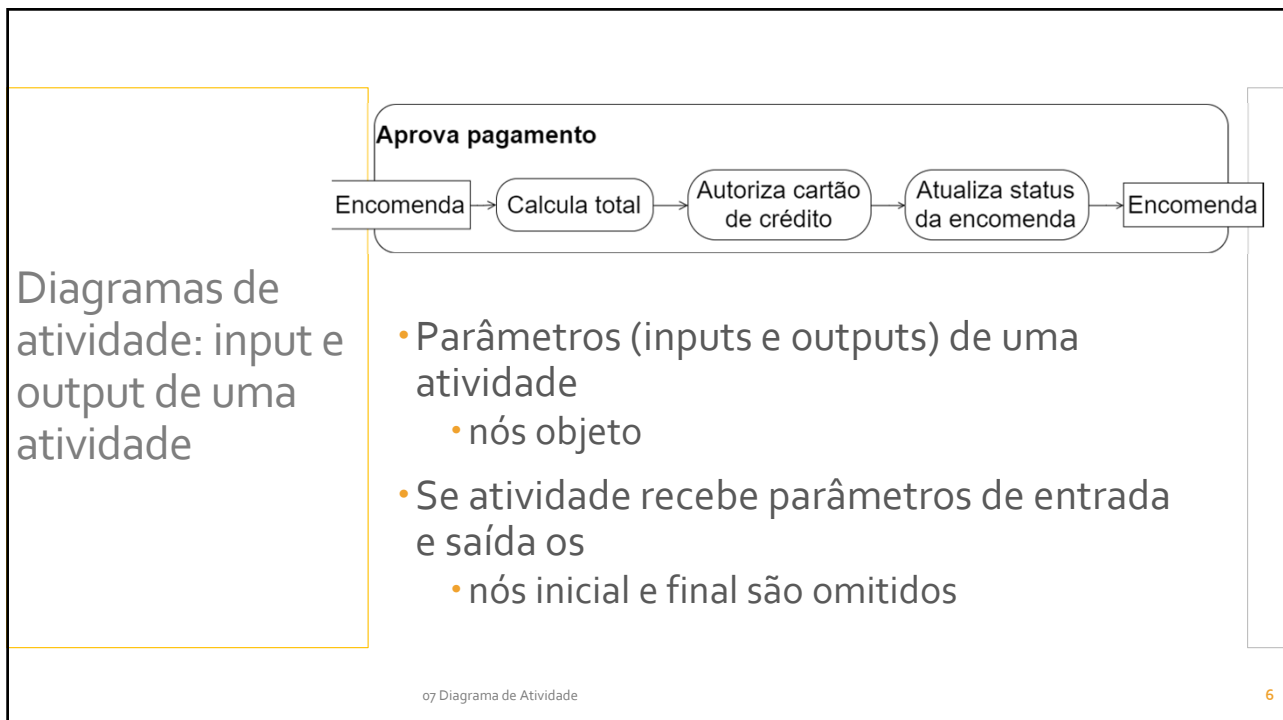 Aprova pagamento
Encomenda
Calcula total
Autoriza cartão
de crédito
Atualiza status
da encomenda
Encomenda
Diagramas de
atividade: input e
output de uma
atividade
• Parâmetros (inputs e outputs) de uma
atividade
• nós objeto
• Se atividade recebe parâmetros de entrada
e saída os
• nós inicial e final são omitidos
07 Diagrama de Atividade
6